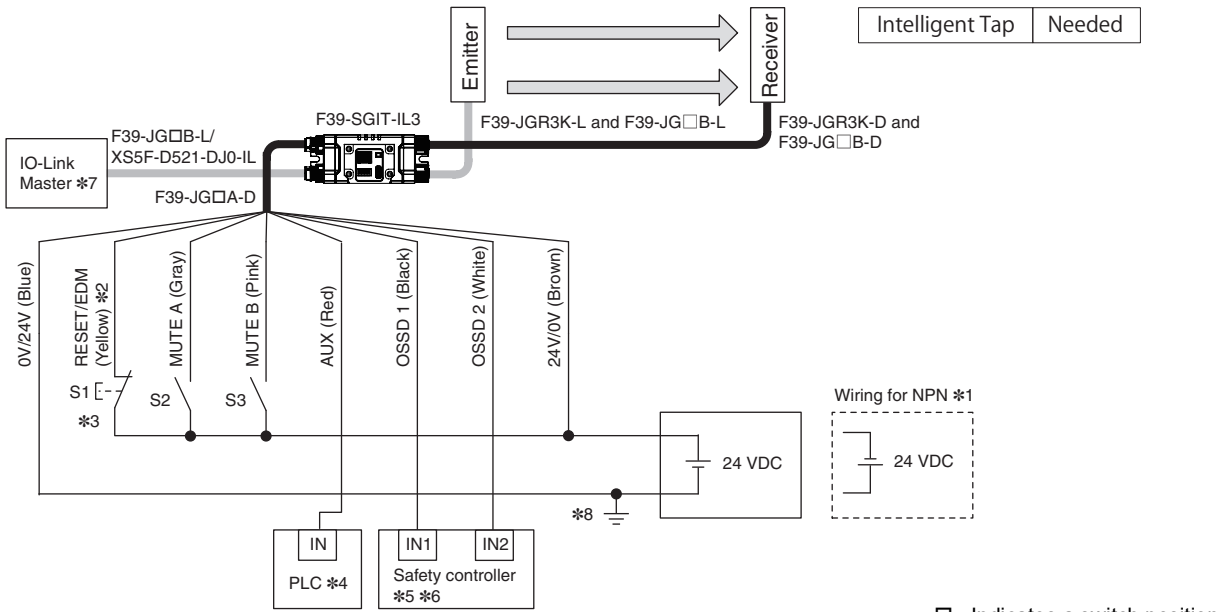 Intelligent Tap Needed
Emitter
Receiver
F39-SGIT-IL3
F39-JGR3K-L and F39-JG□B-L
F39-JGR3K-D and
F39-JG□B-D
F39-JG□B-L/
XS5F-D521-DJ0-IL
IO-Link
Master *7
F39-JG□A-D
0V/24V (Blue)
RESET/EDM
(Yellow) *2
MUTE A (Gray)
MUTE B (Pink)
AUX (Red)
OSSD 1 (Black)
OSSD 2 (White)
24V/0V (Brown)
S1
*3
S2
S3
Wiring for NPN *1
24 VDC
24 VDC
*8
IN
PLC *4
IN1
IN2
Safety controller
*5 *6